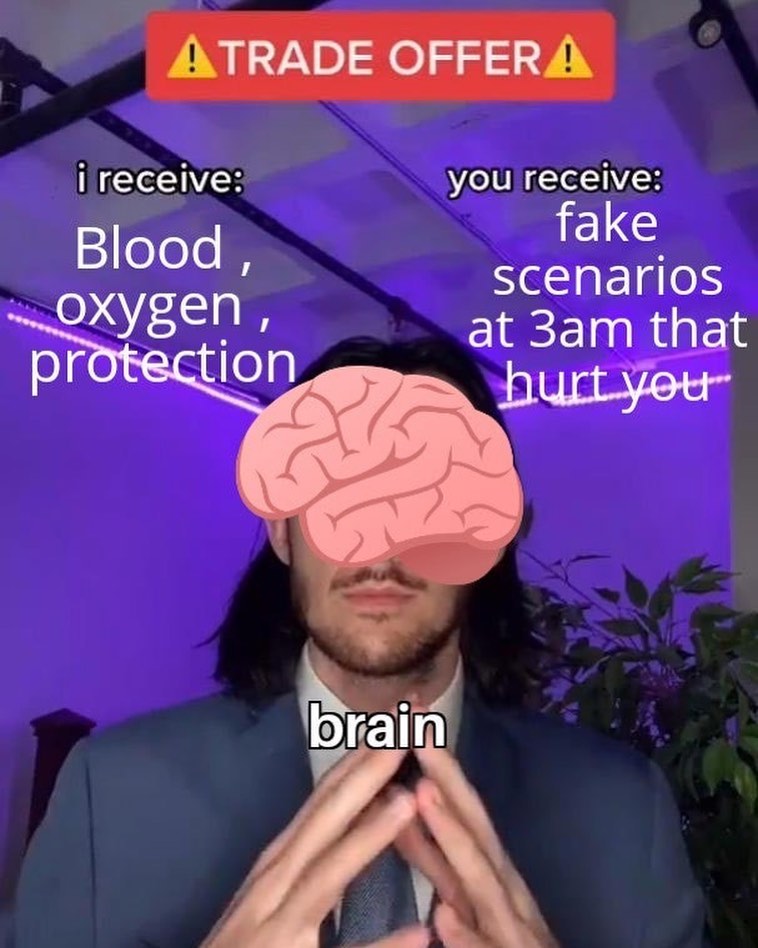 ⚠TRADE OFFER⚠
i receive:
Blood ,
oxygen ,
protection
you receive:
fake
scenarios
at 3am that
hurt you
brain